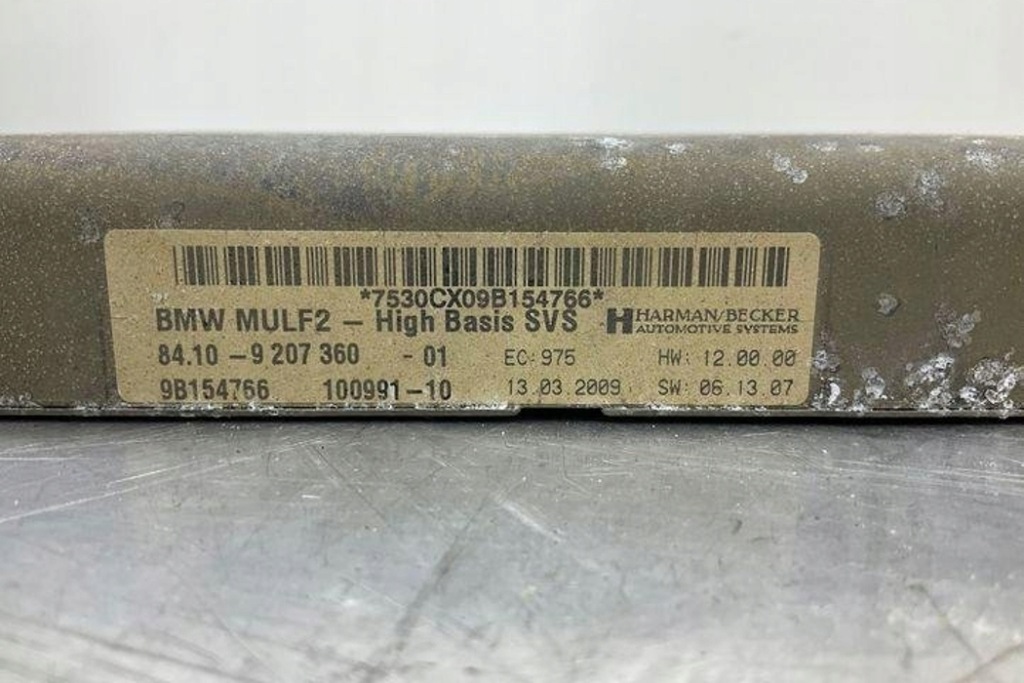 *7530CX09B154766*
BMW MULF2 – High Basis SVS H HARMAN/BECKER
AUTOMOTIVE SYSTEMS
84.10 – 9 207 360 - 01 EC: 975 HW: 12.00.00
9B154766 100991-10 13.03.2009 SW: 06.13.07